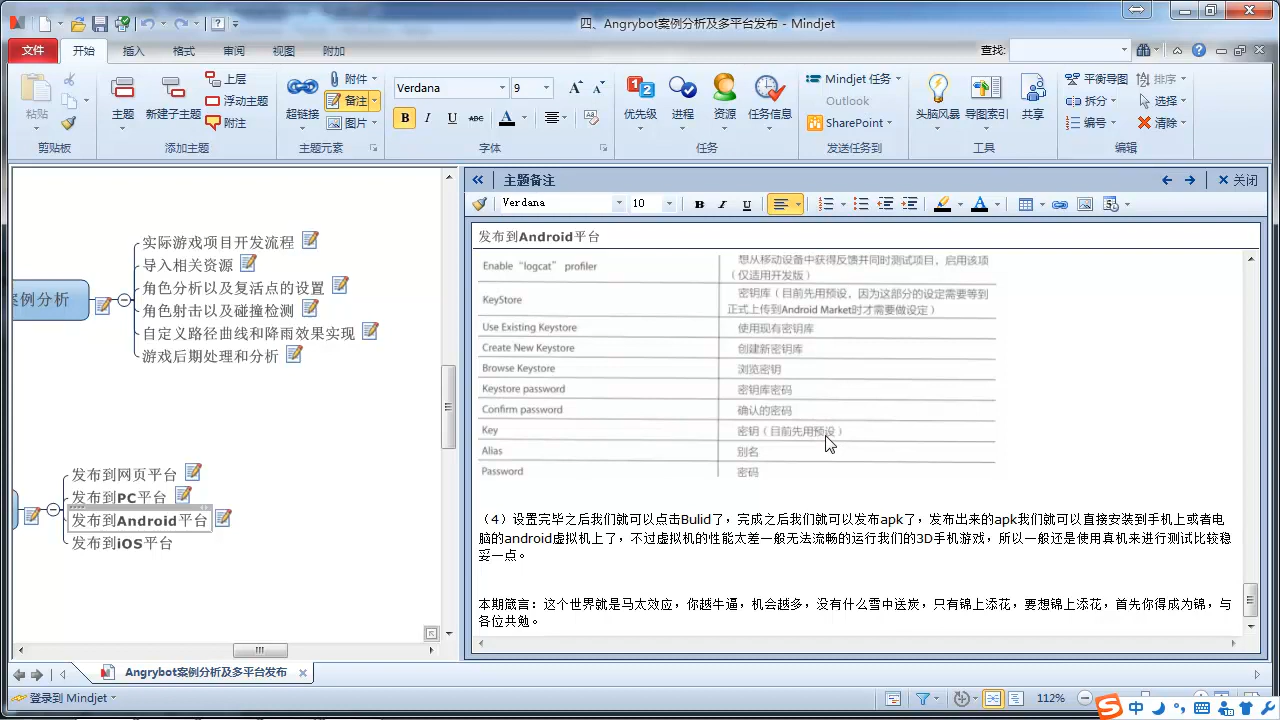 四、Angrybot案例分析及多平台发布 - Mindjet
文件 开始 插入 格式 审阅 视图 附加 查找:
粘贴 剪贴板
主题 新建子主题 上层 浮动主题 附注 添加主题
超链接 附件 备注 图片 主题元素
Verdana 9 B I U ABC A 字体
优先级 进程 资源 任务信息 任务
Mindjet 任务 Outlook SharePoint 发送任务到
头脑风暴 导图索引 共享 工具
平衡导图 拆分 编号 排序 选择 清除 编辑
案例分析
实际游戏项目开发流程
导入相关资源
角色分析以及复活点的设置
角色射击以及碰撞检测
自定义路径曲线和降雨效果实现
游戏后期处理和分析
发布到网页平台
发布到PC平台
发布到Android平台
发布到iOS平台
主题备注 关闭
Verdana 10 B I U A
发布到Android平台
Enable “logcat” profiler 想从移动设备中获得反馈并同时测试项目，启用该项
（仅适用开发版）
KeyStore 密钥库（目前先用预设，因为这部分的设定需要等到
正式上传到Android Market时才需要做设定）
Use Existing Keystore 使用现有密钥库
Create New Keystore 创建新密钥库
Browse Keystore 浏览密钥
Keystore password 密钥库密码
Confirm password 确认的密码
Key 密钥（目前先用预设）
Alias 别名
Password 密码
（4）设置完毕之后我们就可以点击Bulid了，完成之后我们就可以发布apk了，发布出来的apk我们就可以直接安装到手机上或者电
脑的android虚拟机上了，不过虚拟机的性能太差一般无法流畅的运行我们的3D手机游戏，所以一般还是使用真机来进行测试比较稳
妥一点。
本期箴言：这个世界就是马太效应，你越牛逼，机会越多，没有什么雪中送炭，只有锦上添花，要想锦上添花，首先你得成为锦，与
各位共勉。
Angrybot案例分析及多平台发布
登录到 Mindjet 112% 中